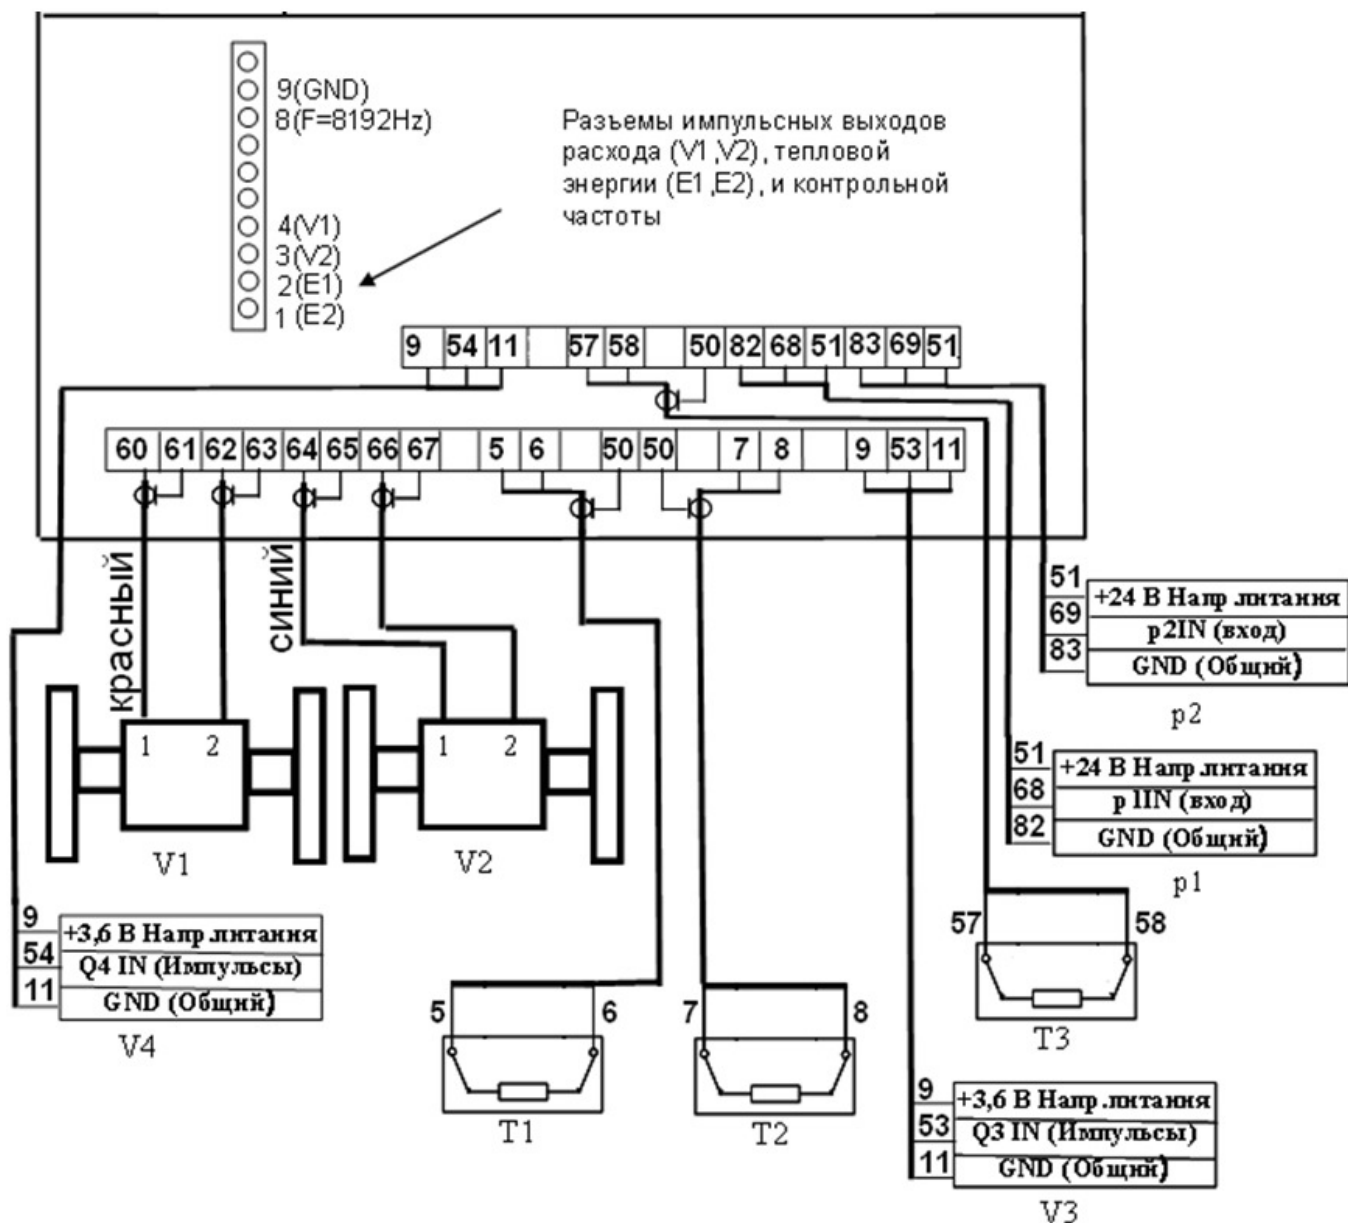 9(GND)
8(F=8192Hz)
4(V1)
3(V2)
2(E1)
1 (E2)
Разъемы импульсных выходов
расхода (V1,V2), тепловой
энергии (E1,E2), и контрольной
частоты
9 54 11 57 58 50 82 68 51 83 69 51
60 61 62 63 64 65 66 67 5 6 50 50 7 8 9 53 11
красный
синий
51
+24 В Напр.питания
69
p2IN (вход)
83
GND (Общий)
p2
51
+24 В Напр.питания
68
p1IN (вход)
82
GND (Общий)
p1
1 2
V1
1 2
V2
9
+3,6 В Напр.питания
54
Q4 IN (Импульсы)
11
GND (Общий)
V4
5 6
T1
7 8
T2
57 58
T3
9
+3,6 В Напр.питания
53
Q3 IN (Импульсы)
11
GND (Общий)
V3